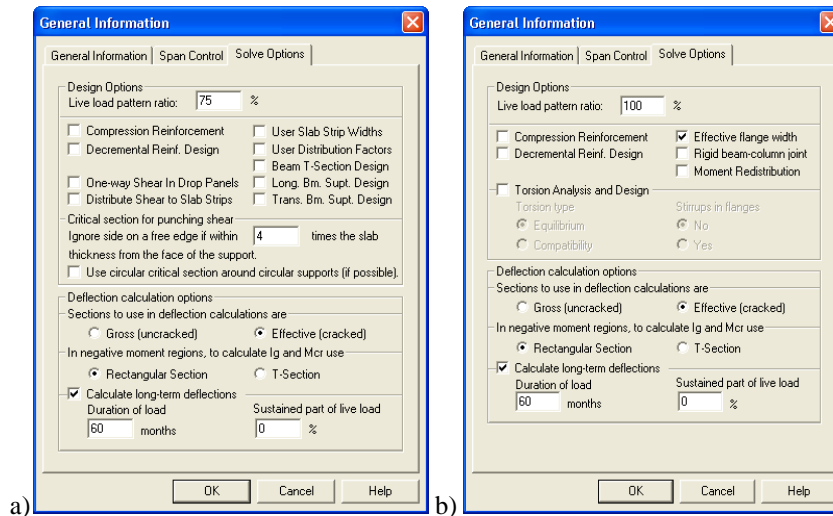 General Information
General Information Span Control Solve Options
Design Options
Live load pattern ratio: 75 %
Compression Reinforcement User Slab Strip Widths
Decremental Reinf. Design User Distribution Factors
Beam T-Section Design
One-way Shear In Drop Panels Long. Bm. Supt. Design
Distribute Shear to Slab Strips Trans. Bm. Supt. Design
Critical section for punching shear
Ignore side on a free edge if within 4 times the slab
thickness from the face of the support.
Use circular critical section around circular supports (if possible).
Deflection calculation options
Sections to use in deflection calculations are
Gross (uncracked) Effective (cracked)
In negative moment regions, to calculate Ig and Mcr use
Rectangular Section T-Section
Calculate long-term deflections
Duration of load Sustained part of live load
60 months 0 %
OK Cancel Help
a)
General Information
General Information Span Control Solve Options
Design Options
Live load pattern ratio: 100 %
Compression Reinforcement Effective flange width
Decremental Reinf. Design Rigid beam-column joint
Moment Redistribution
Torsion Analysis and Design
Torsion type Stirrups in flanges
Equilibrium No
Compatibility Yes
Deflection calculation options
Sections to use in deflection calculations are
Gross (uncracked) Effective (cracked)
In negative moment regions, to calculate Ig and Mcr use
Rectangular Section T-Section
Calculate long-term deflections
Duration of load Sustained part of live load
60 months 0 %
OK Cancel Help
b)